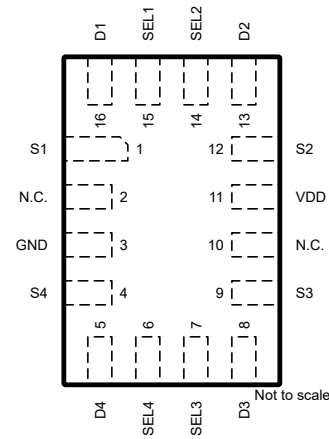 D1 SEL1 SEL2 D2
16 15 14 13
S1 1 12 S2
N.C. 2 11 VDD
GND 3 10 N.C.
S4 4 9 S3
5 6 7 8
D4 SEL4 SEL3 D3
Not to scale